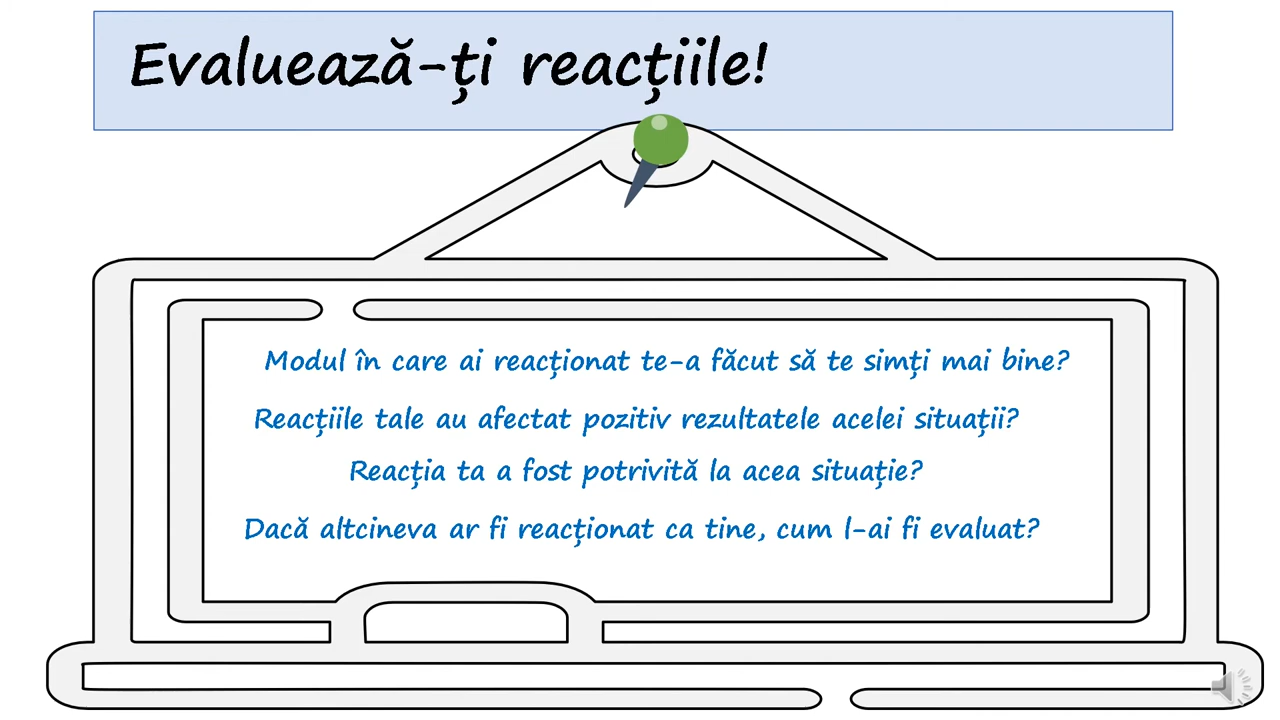 Evaluează-ți reacțiile!
Modul în care ai reacționat te-a făcut să te simți mai bine?
Reacțiile tale au afectat pozitiv rezultatele acelei situații?
Reacția ta a fost potrivită la acea situație?
Dacă altcineva ar fi reacționat ca tine, cum l-ai fi evaluat?